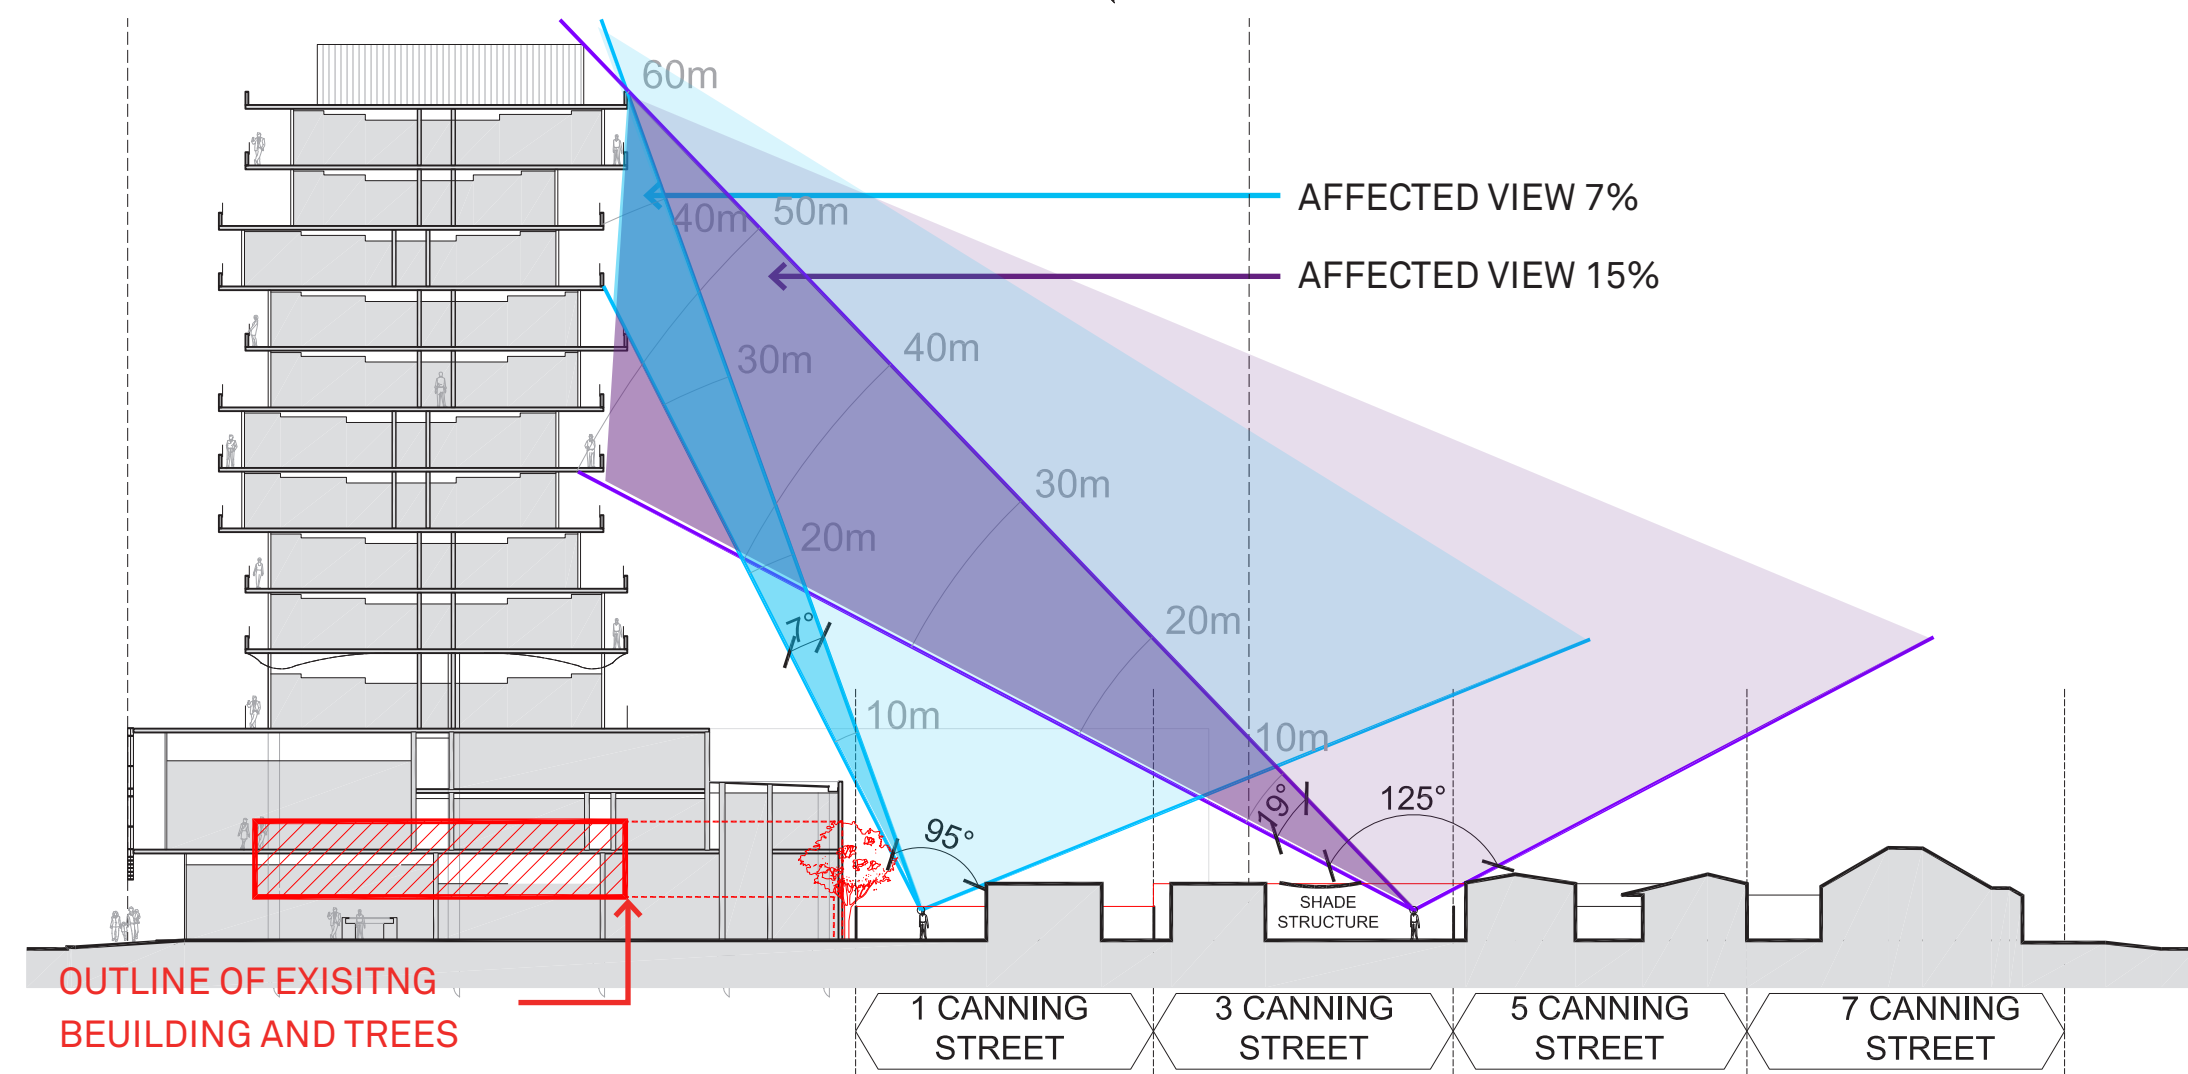 60m
AFFECTED VIEW 7%
40m
50m
AFFECTED VIEW 15%
30m
40m
30m
20m
20m
7°
10m
10m
19°
125°
95°
SHADE
STRUCTURE
OUTLINE OF EXISITNG
BEUILDING AND TREES
1 CANNING
STREET
3 CANNING
STREET
5 CANNING
STREET
7 CANNING
STREET